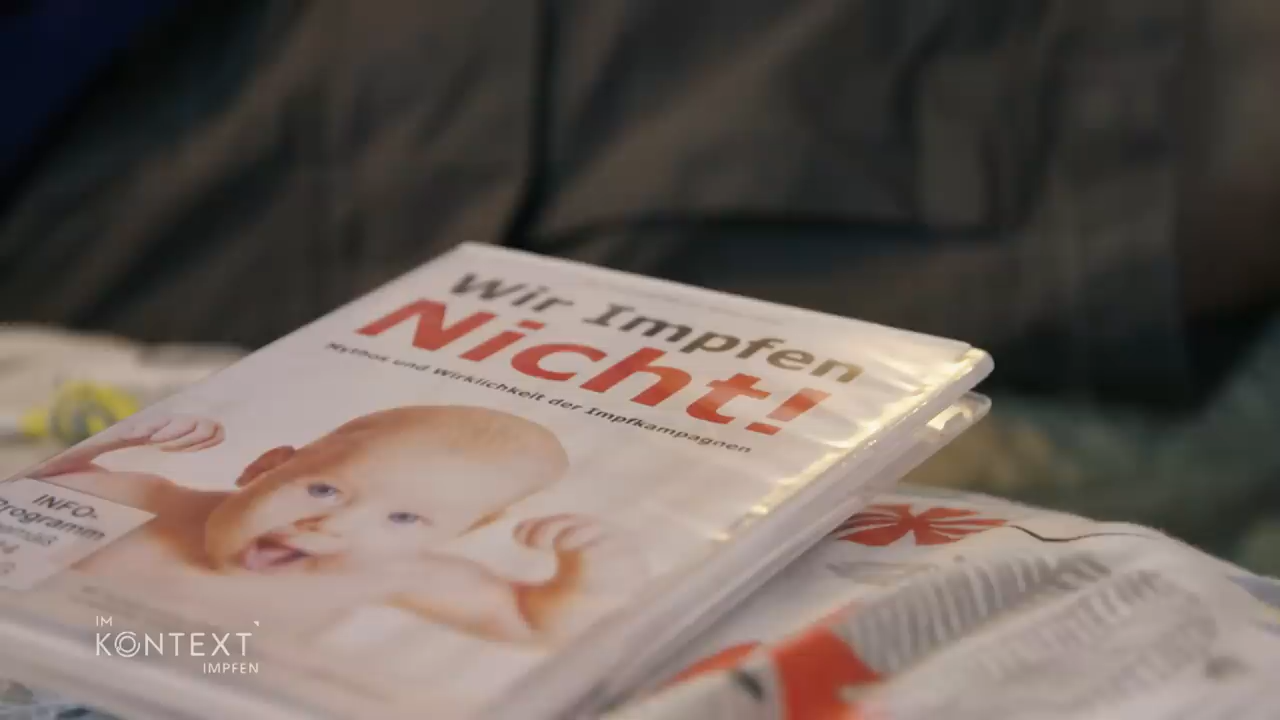 Wir Impfen
Nicht!
Mythos und Wirklichkeit der Impfkampagnen
INFO-
Programm
IM
KONTEXT
IMPFEN